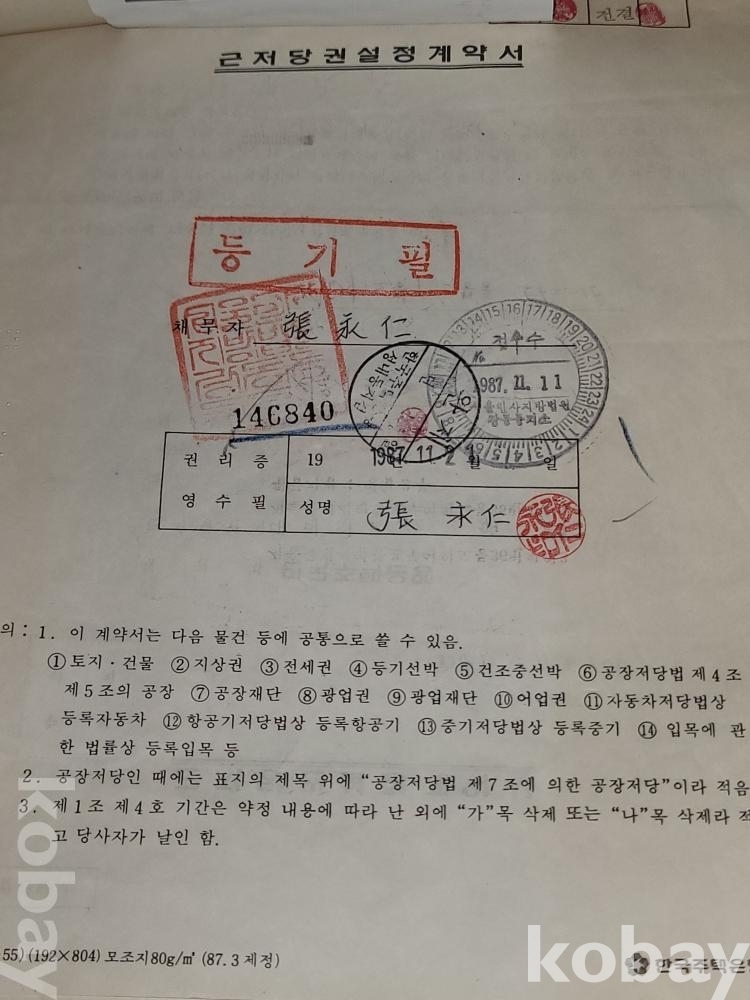 전결
근저당권설정계약서
등기필
채무자 張永仁
접수
No
1987. 11. 11
146840
권리증 19 년 월 일
1987 11. 2
영수필 성명 張永仁
의 : 1. 이 계약서는 다음 물건 등에 공통으로 쓸 수 있음.
① 토지·건물 ② 지상권 ③ 전세권 ④ 등기선박 ⑤ 건조중선박 ⑥ 공장저당법 제4조
제5조의 공장 ⑦ 공장재단 ⑧ 광업권 ⑨ 광업재단 ⑩ 어업권 ⑪ 자동차저당법상
등록자동차 ⑫ 항공기저당법상 등록항공기 ⑬ 중기저당법상 등록중기 ⑭ 입목에 관
한 법률상 등록입목 등
2. 공장저당인 때에는 표지의 제목 위에 “공장저당법 제7조에 의한 공장저당”이라 적음
3. 제1조 제4호 기간은 약정 내용에 따라 난 외에 “가”목 삭제 또는 “나”목 삭제라 적
고 당사자가 날인 함.
55) (192×804) 모조지80g/㎡ (87. 3 제정)
한국주택은행
kobay
kobay